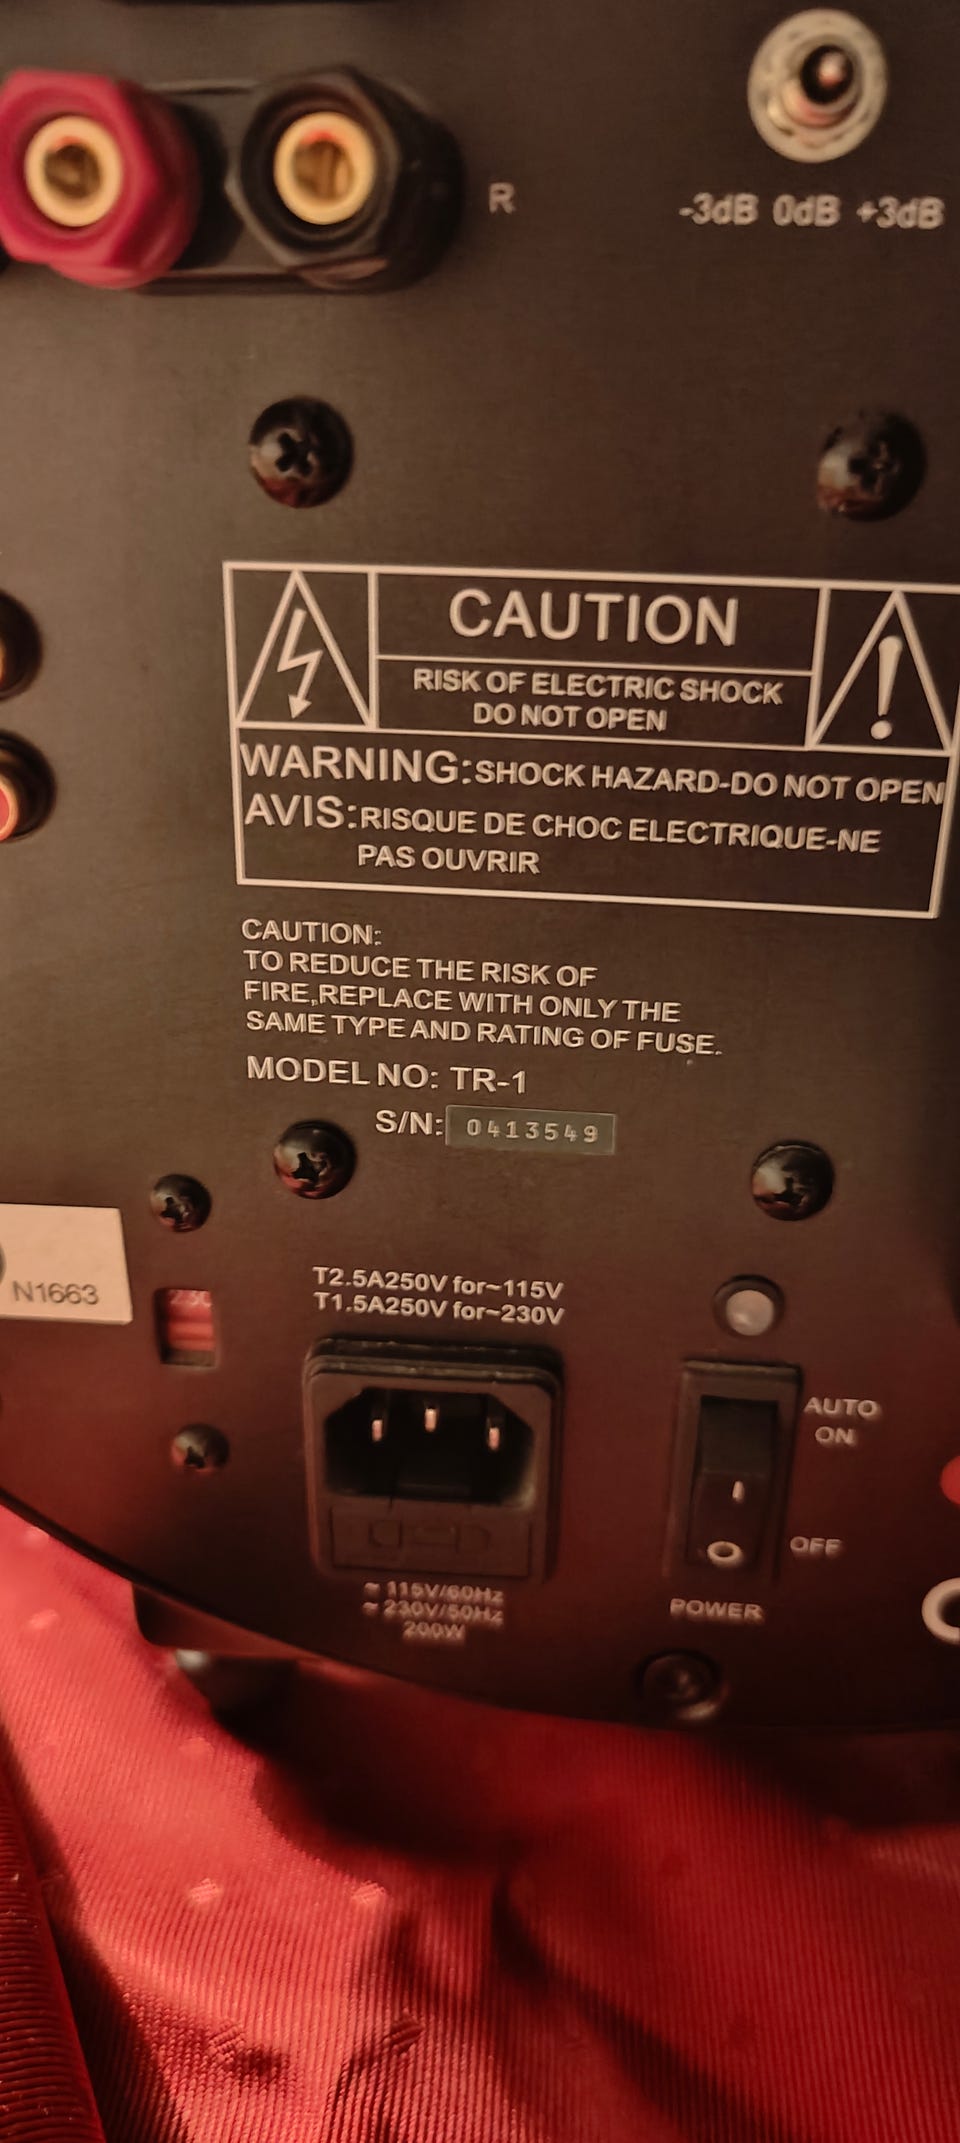 R
-3dB 0dB +3dB
CAUTION
RISK OF ELECTRIC SHOCK
DO NOT OPEN
WARNING:SHOCK HAZARD-DO NOT OPEN
AVIS:RISQUE DE CHOC ELECTRIQUE-NE
PAS OUVRIR
CAUTION:
TO REDUCE THE RISK OF
FIRE,REPLACE WITH ONLY THE
SAME TYPE AND RATING OF FUSE.
MODEL NO: TR-1
S/N: 0413549
N1663
T2.5A250V for~115V
T1.5A250V for~230V
AUTO
ON
OFF
~ 115V/60Hz
~ 230V/50Hz
200W
POWER